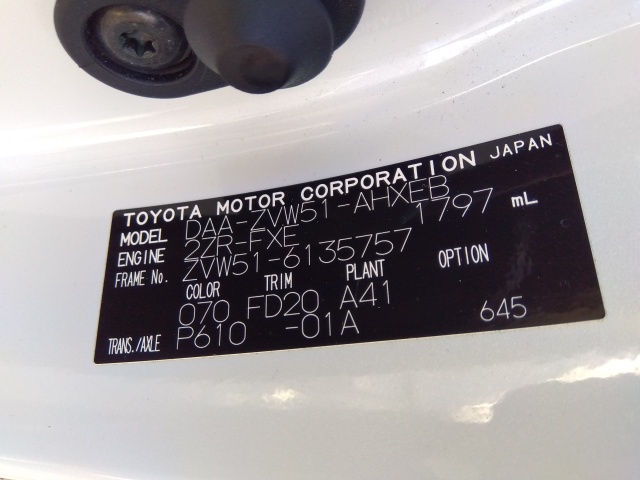 TOYOTA MOTOR CORPORATION JAPAN
MODEL DAA-ZVW51-AHXEB
ENGINE 2ZR-FXE 1797 mL
FRAME No. ZVW51-6135757
COLOR TRIM PLANT OPTION
070 FD20 A41
TRANS./AXLE P610 -01A 645